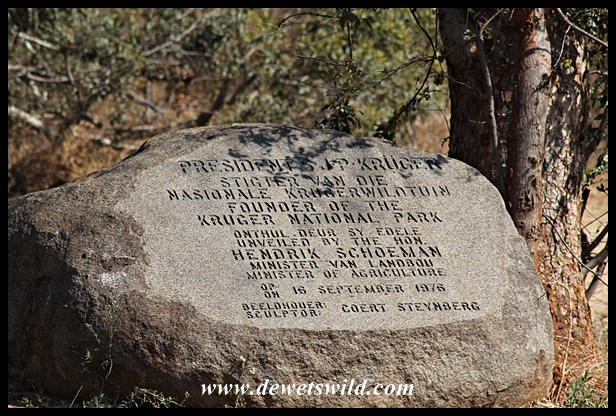 PRESIDENT S.J.P. KRUGER
STIGTER VAN DIE
NASIONALE KRUGERWILDTUIN
FOUNDER OF THE
KRUGER NATIONAL PARK
ONTHUL DEUR SY EDELE
UNVEILED BY THE HON.
HENDRIK SCHOEMAN
MINISTER VAN LANDBOU
MINISTER OF AGRICULTURE
OP
ON 16 SEPTEMBER 1976
BEELDHOUER
SCULPTOR: COERT STEYNBERG
www.dewetswild.com